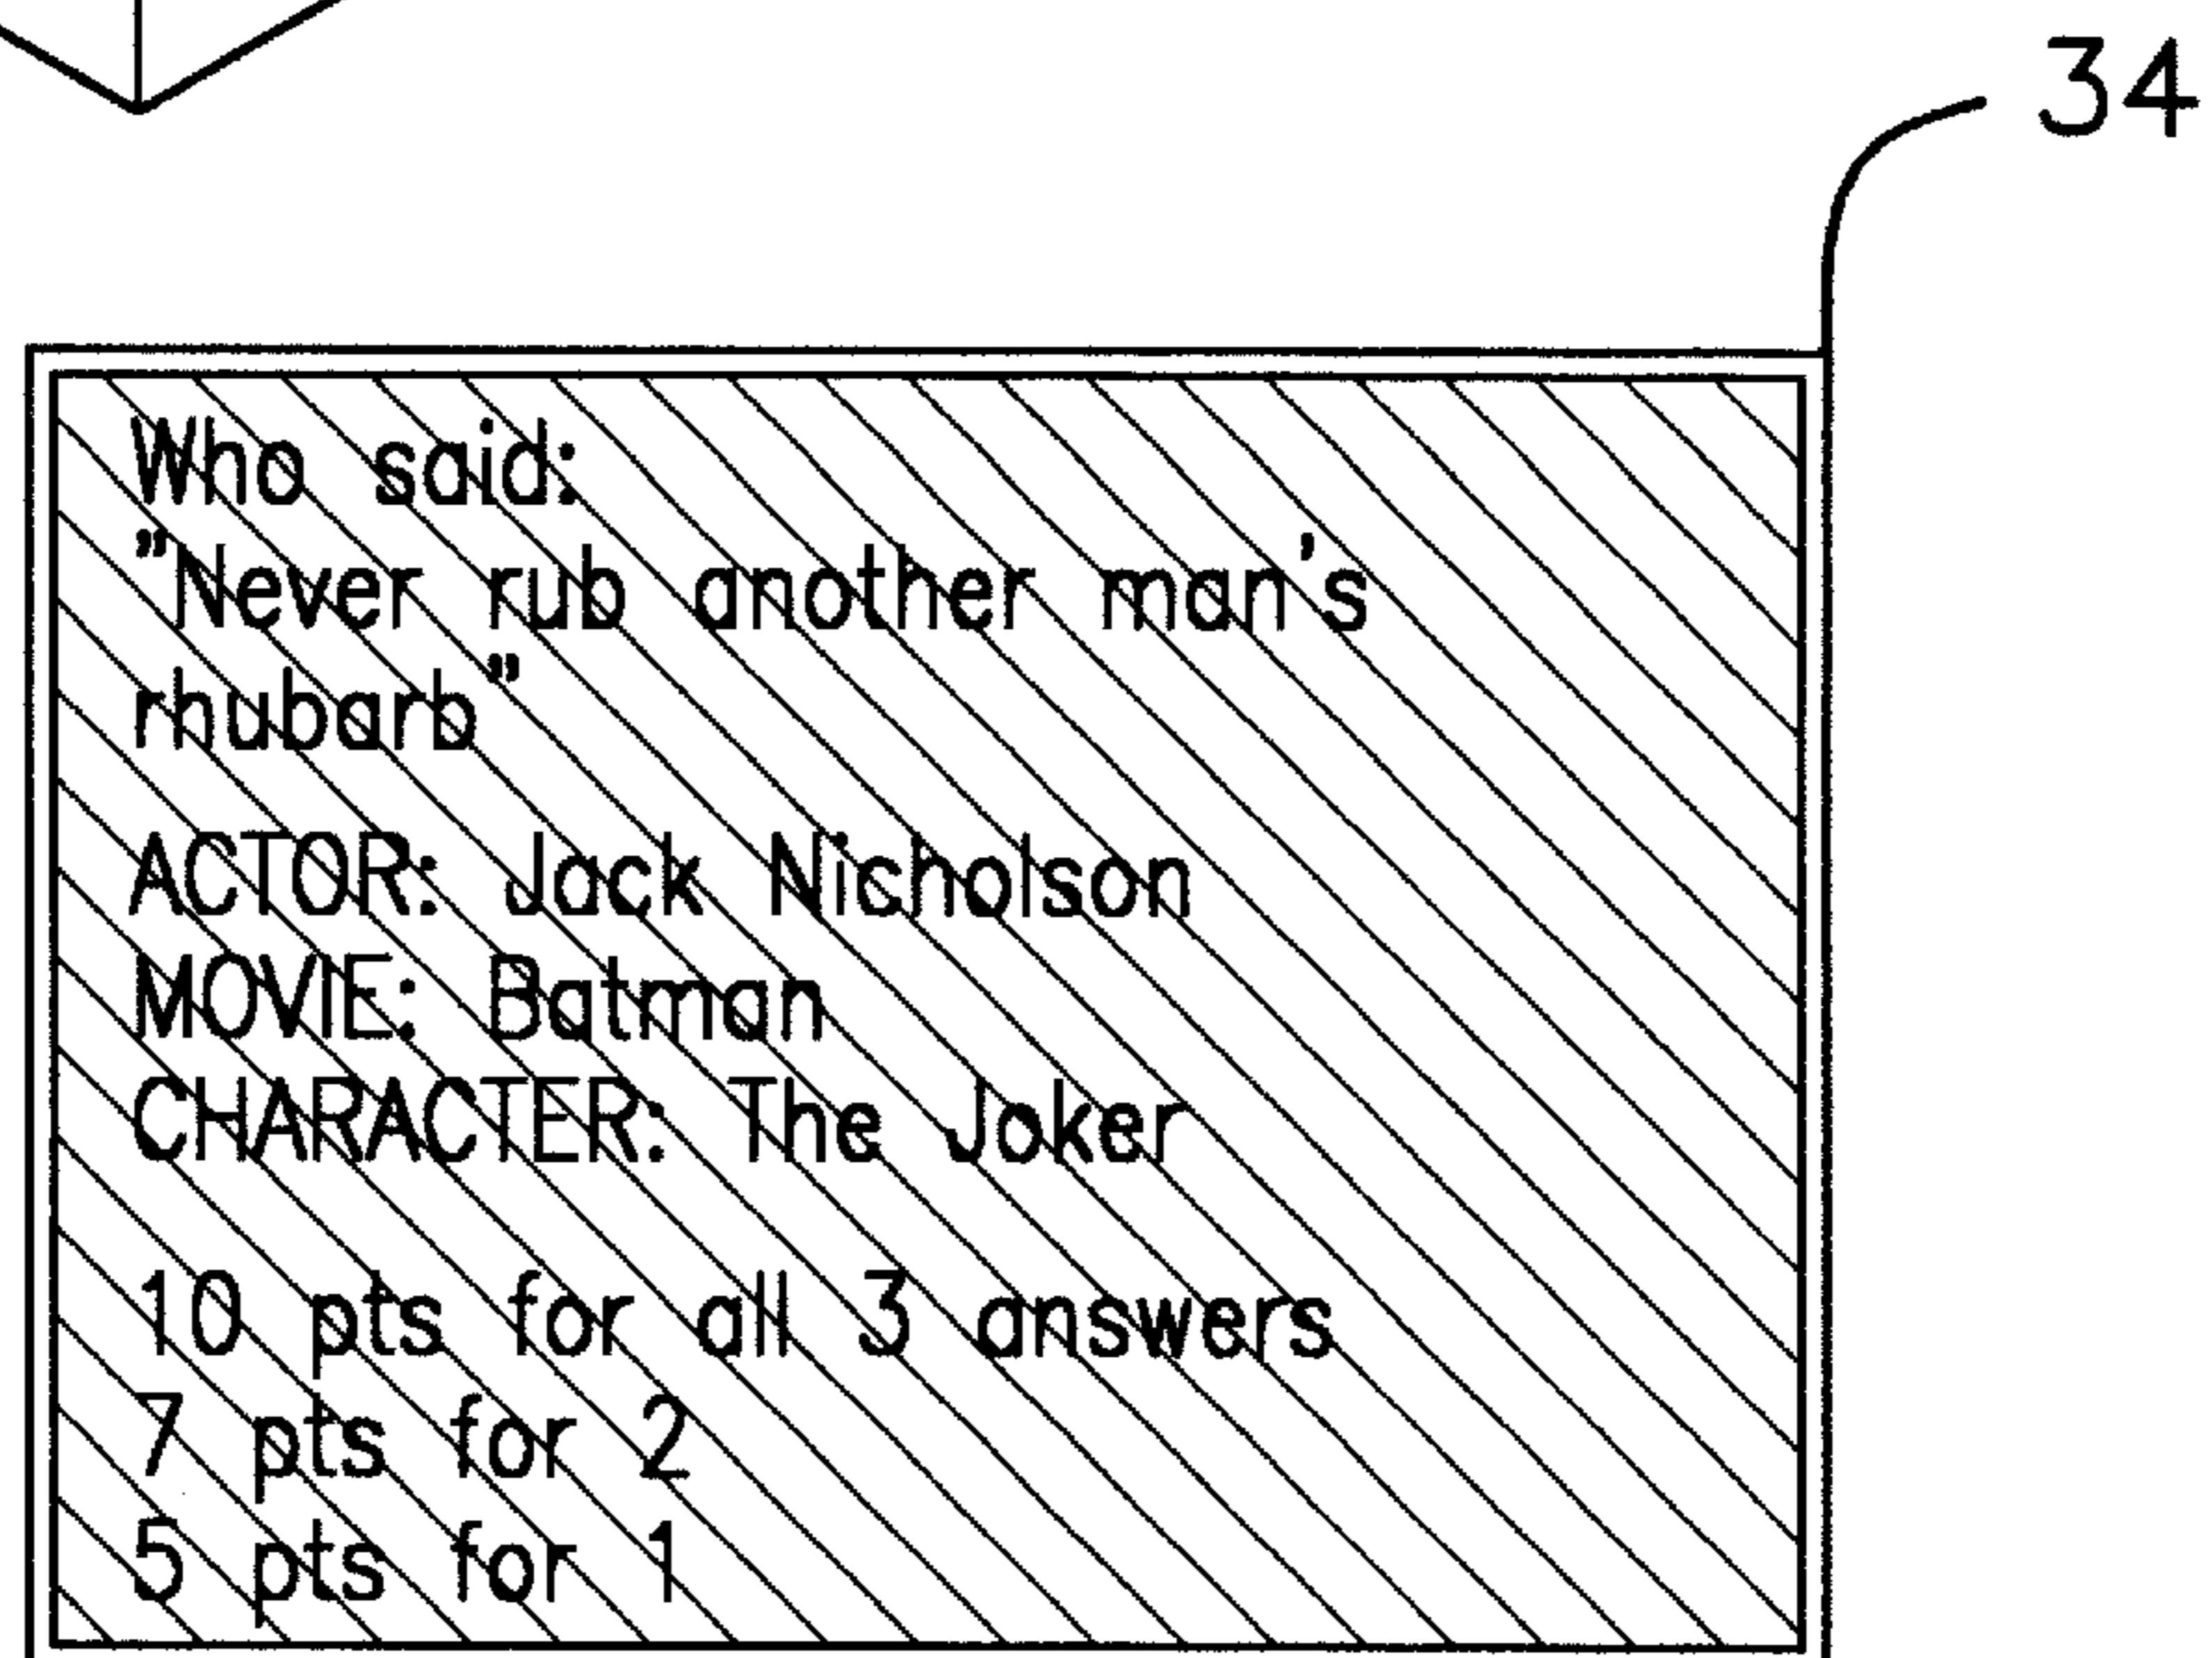 34
Who said:
"Never rub another man's
rhubarb"
ACTOR: Jack Nicholson
MOVIE: Batman
CHARACTER: The Joker
10 pts for all 3 answers
7 pts for 2
5 pts for 1